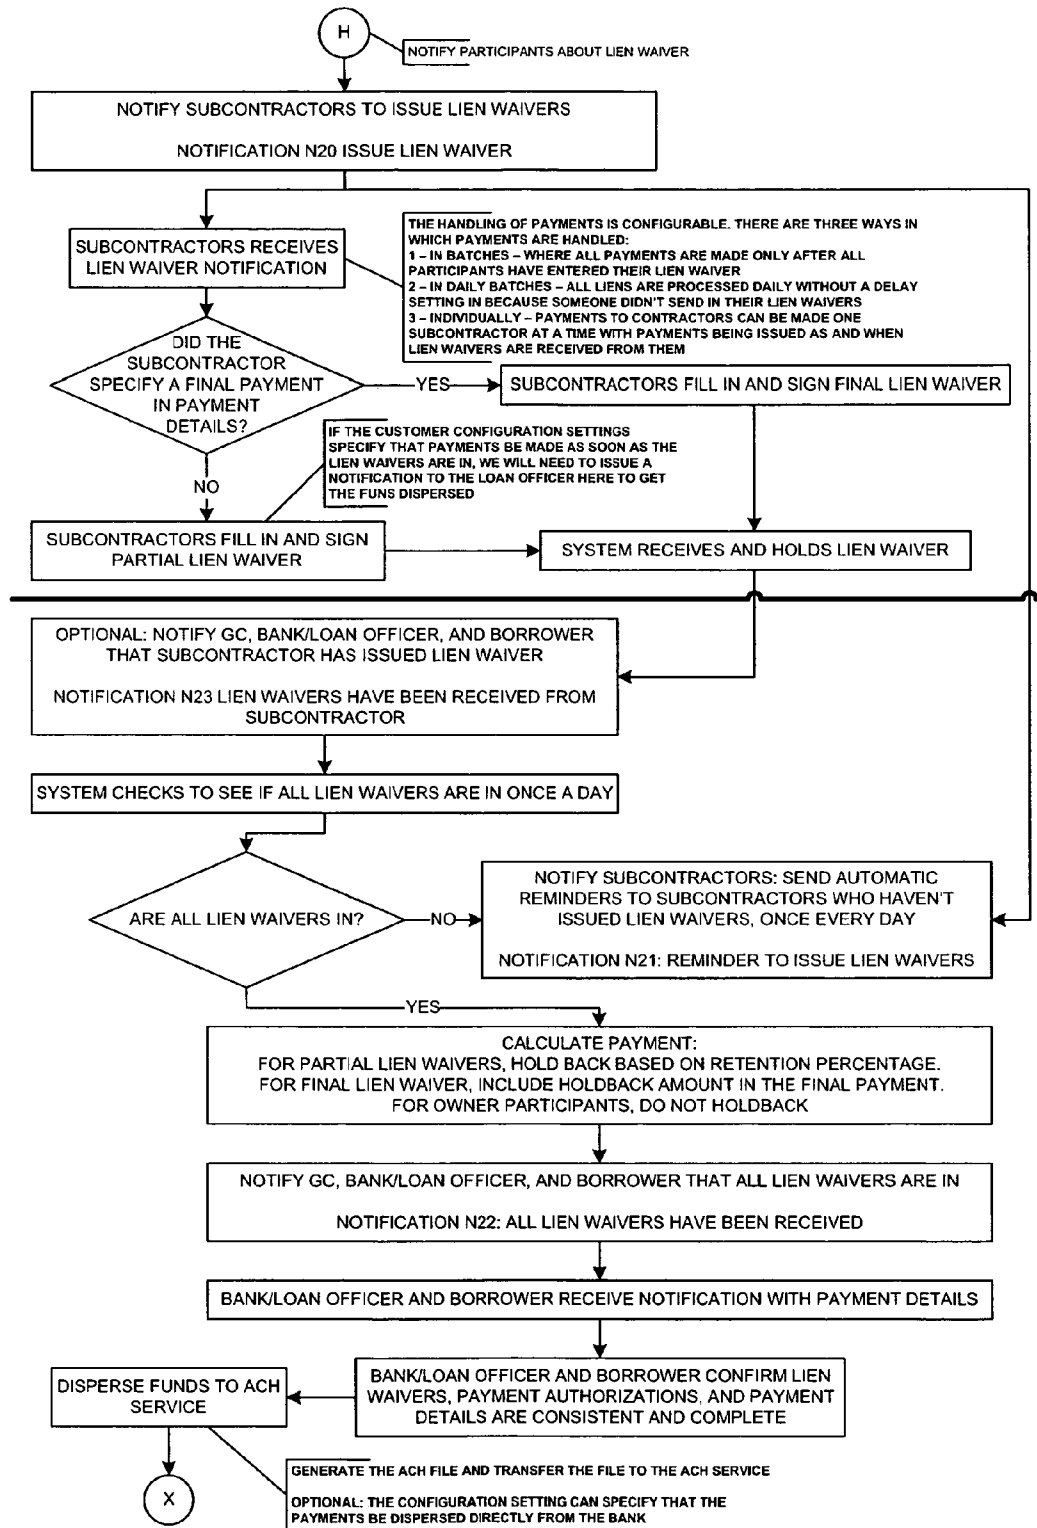 H
NOTIFY PARTICIPANTS ABOUT LIEN WAIVER
NOTIFY SUBCONTRACTORS TO ISSUE LIEN WAIVERS
NOTIFICATION N20 ISSUE LIEN WAIVER
SUBCONTRACTORS RECEIVES
LIEN WAIVER NOTIFICATION
THE HANDLING OF PAYMENTS IS CONFIGURABLE. THERE ARE THREE WAYS IN
WHICH PAYMENTS ARE HANDLED:
1 – IN BATCHES – WHERE ALL PAYMENTS ARE MADE ONLY AFTER ALL
PARTICIPANTS HAVE ENTERED THEIR LIEN WAIVER
2 – IN DAILY BATCHES – ALL LIENS ARE PROCESSED DAILY WITHOUT A DELAY
SETTING IN BECAUSE SOMEONE DIDN'T SEND IN THEIR LIEN WAIVERS
3 – INDIVIDUALLY – PAYMENTS TO CONTRACTORS CAN BE MADE ONE
SUBCONTRACTOR AT A TIME WITH PAYMENTS BEING ISSUED AS AND WHEN
LIEN WAIVERS ARE RECEIVED FROM THEM
DID THE
SUBCONTRACTOR
SPECIFY A FINAL PAYMENT
IN PAYMENT
DETAILS?
YES
SUBCONTRACTORS FILL IN AND SIGN FINAL LIEN WAIVER
IF THE CUSTOMER CONFIGURATION SETTINGS
SPECIFY THAT PAYMENTS BE MADE AS SOON AS THE
LIEN WAIVERS ARE IN, WE WILL NEED TO ISSUE A
NOTIFICATION TO THE LOAN OFFICER HERE TO GET
THE FUNS DISPERSED
NO
SUBCONTRACTORS FILL IN AND SIGN
PARTIAL LIEN WAIVER
SYSTEM RECEIVES AND HOLDS LIEN WAIVER
OPTIONAL: NOTIFY GC, BANK/LOAN OFFICER, AND BORROWER
THAT SUBCONTRACTOR HAS ISSUED LIEN WAIVER
NOTIFICATION N23 LIEN WAIVERS HAVE BEEN RECEIVED FROM
SUBCONTRACTOR
SYSTEM CHECKS TO SEE IF ALL LIEN WAIVERS ARE IN ONCE A DAY
ARE ALL LIEN WAIVERS IN?
NO
NOTIFY SUBCONTRACTORS: SEND AUTOMATIC
REMINDERS TO SUBCONTRACTORS WHO HAVEN'T
ISSUED LIEN WAIVERS, ONCE EVERY DAY
NOTIFICATION N21: REMINDER TO ISSUE LIEN WAIVERS
YES
CALCULATE PAYMENT:
FOR PARTIAL LIEN WAIVERS, HOLD BACK BASED ON RETENTION PERCENTAGE.
FOR FINAL LIEN WAIVER, INCLUDE HOLDBACK AMOUNT IN THE FINAL PAYMENT.
FOR OWNER PARTICIPANTS, DO NOT HOLDBACK
NOTIFY GC, BANK/LOAN OFFICER, AND BORROWER THAT ALL LIEN WAIVERS ARE IN
NOTIFICATION N22: ALL LIEN WAIVERS HAVE BEEN RECEIVED
BANK/LOAN OFFICER AND BORROWER RECEIVE NOTIFICATION WITH PAYMENT DETAILS
BANK/LOAN OFFICER AND BORROWER CONFIRM LIEN
WAIVERS, PAYMENT AUTHORIZATIONS, AND PAYMENT
DETAILS ARE CONSISTENT AND COMPLETE
DISPERSE FUNDS TO ACH
SERVICE
X
GENERATE THE ACH FILE AND TRANSFER THE FILE TO THE ACH SERVICE
OPTIONAL: THE CONFIGURATION SETTING CAN SPECIFY THAT THE
PAYMENTS BE DISPERSED DIRECTLY FROM THE BANK